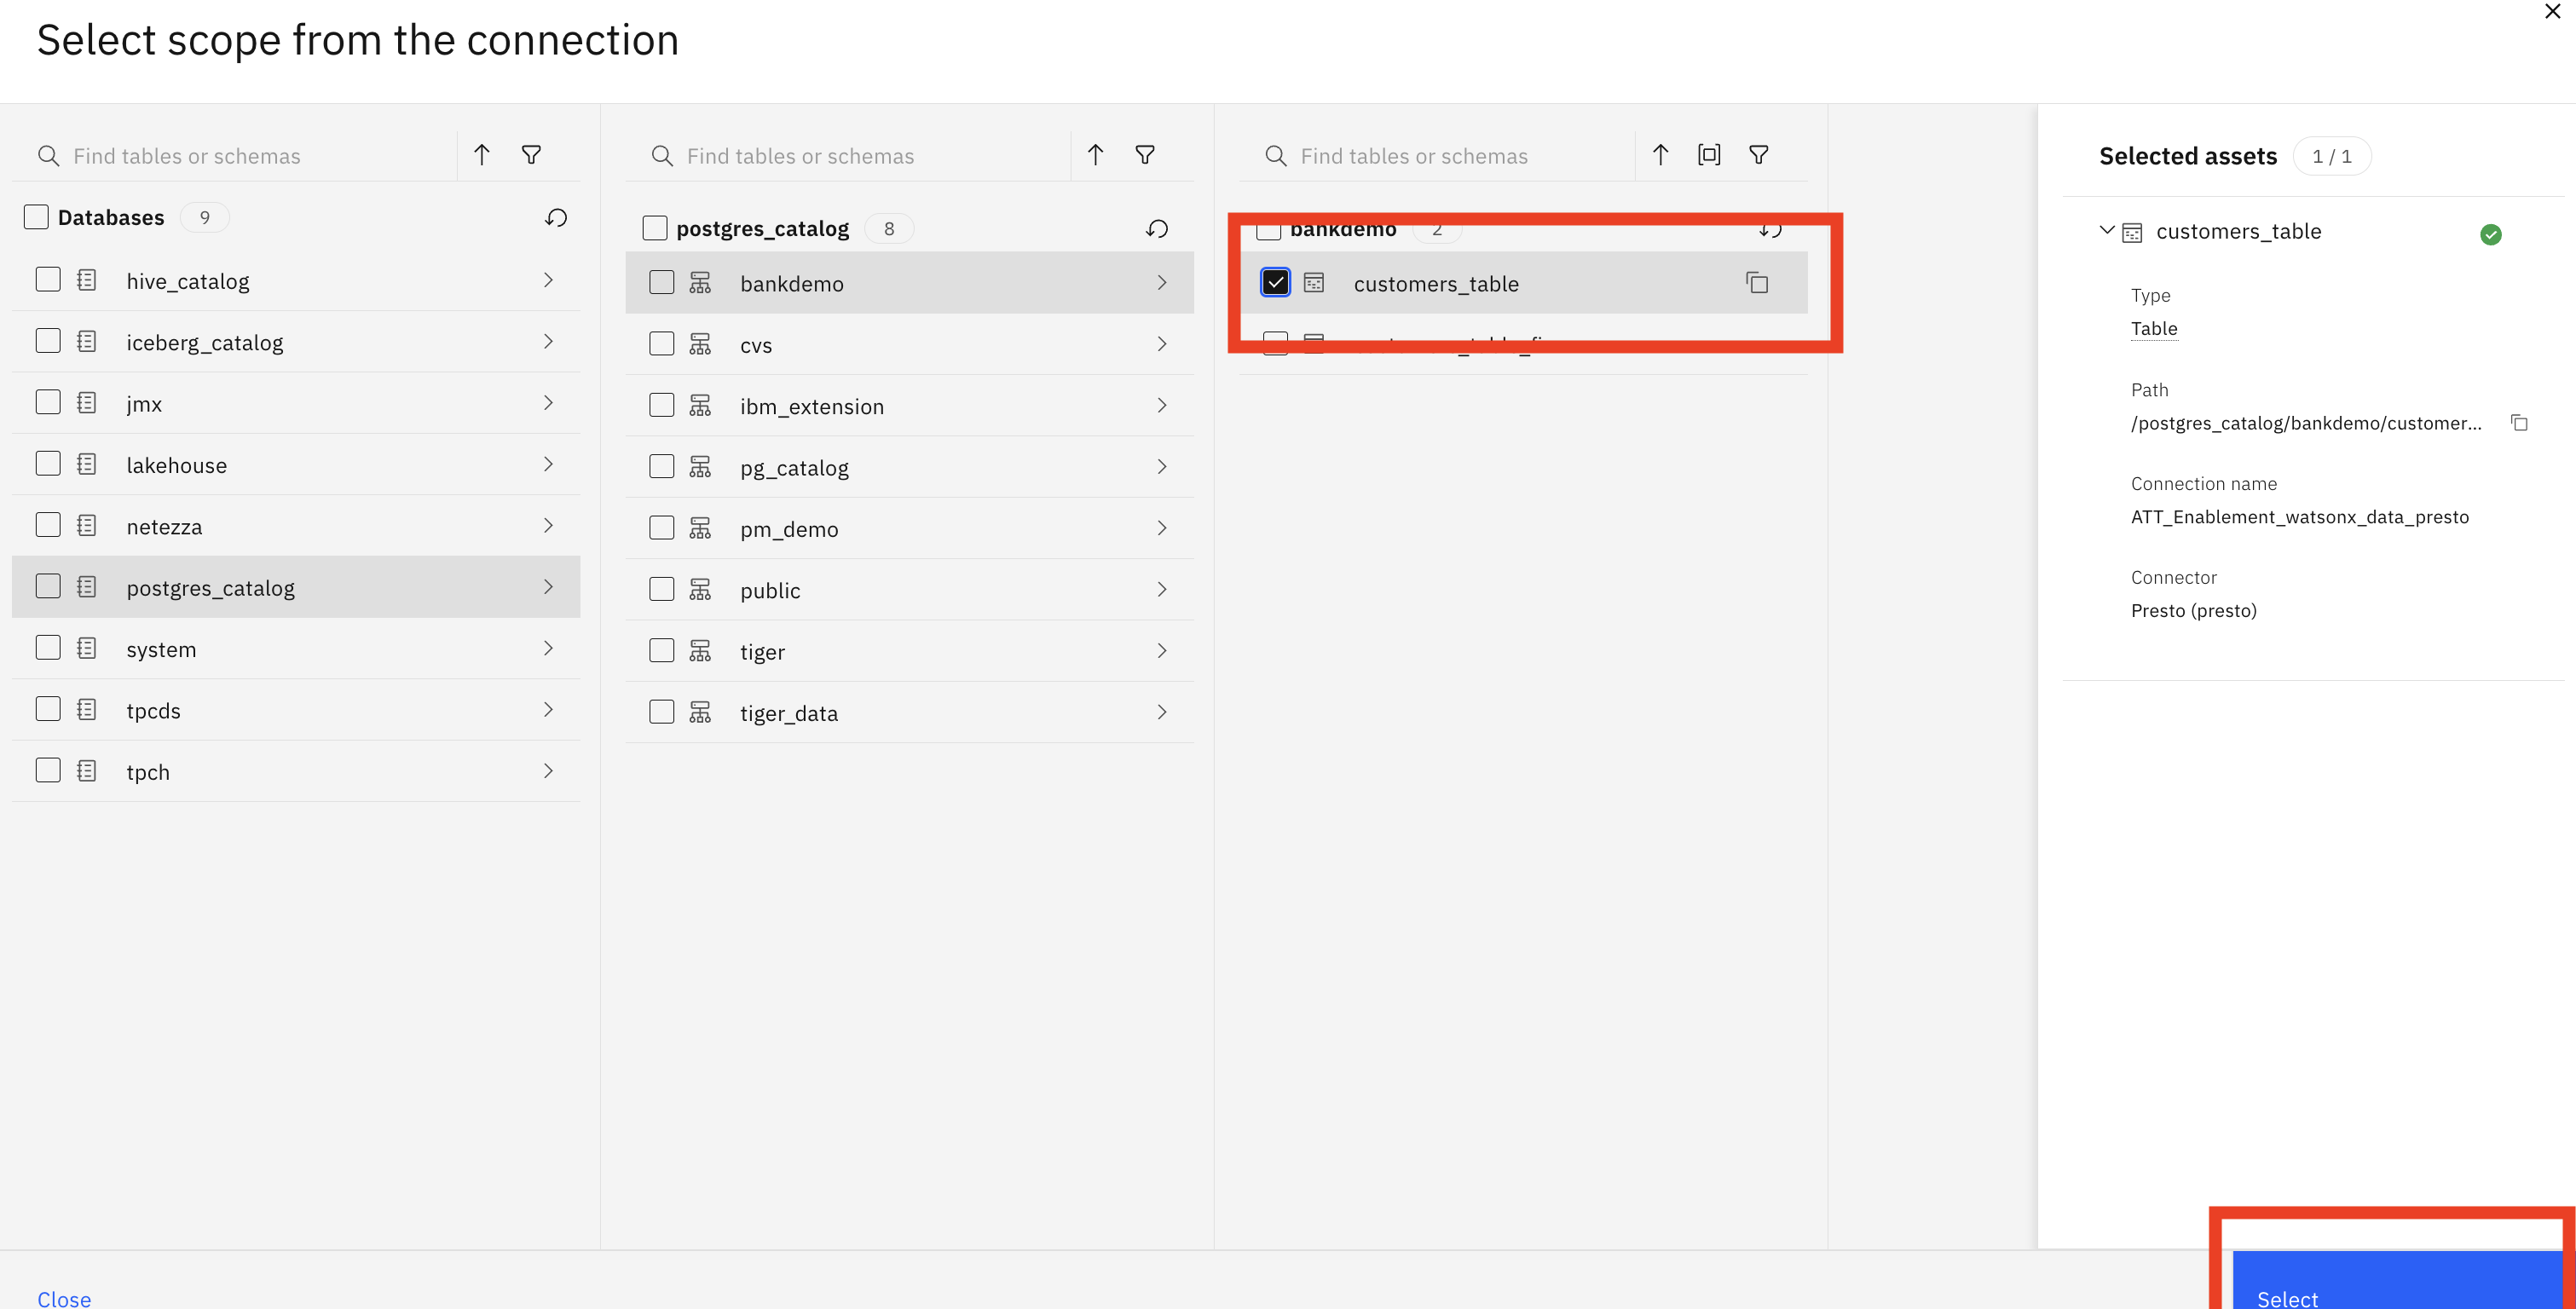 Select scope from the connection
Find tables or schemas
Databases 9
hive_catalog
iceberg_catalog
jmx
lakehouse
netezza
postgres_catalog
system
tpcds
tpch
Find tables or schemas
postgres_catalog 8
bankdemo
cvs
ibm_extension
pg_catalog
pm_demo
public
tiger
tiger_data
Find tables or schemas
bankdemo 2
customers_table
Selected assets 1 / 1
customers_table
Type
Table
Path
/postgres_catalog/bankdemo/customer...
Connection name
ATT_Enablement_watsonx_data_presto
Connector
Presto (presto)
Close
Select